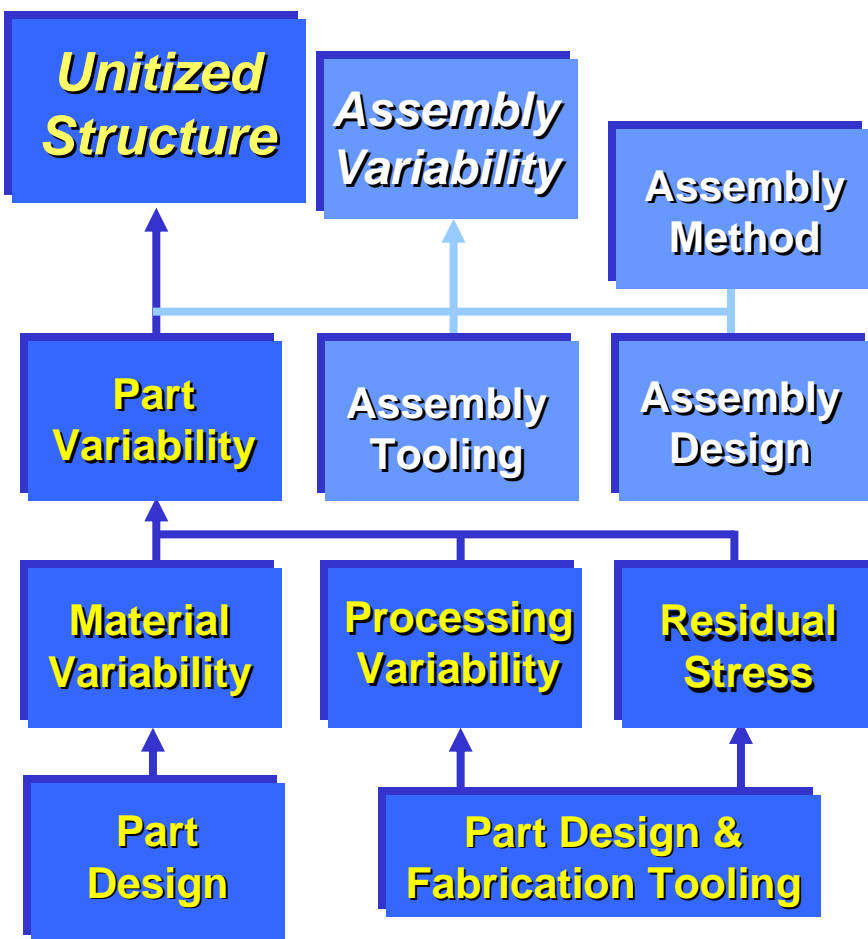 Unitized
Structure
Assembly
Variability
Assembly
Method
Part
Variability
Assembly
Tooling
Assembly
Design
Material
Variability
Processing
Variability
Residual
Stress
Part
Design
Part Design &
Fabrication Tooling